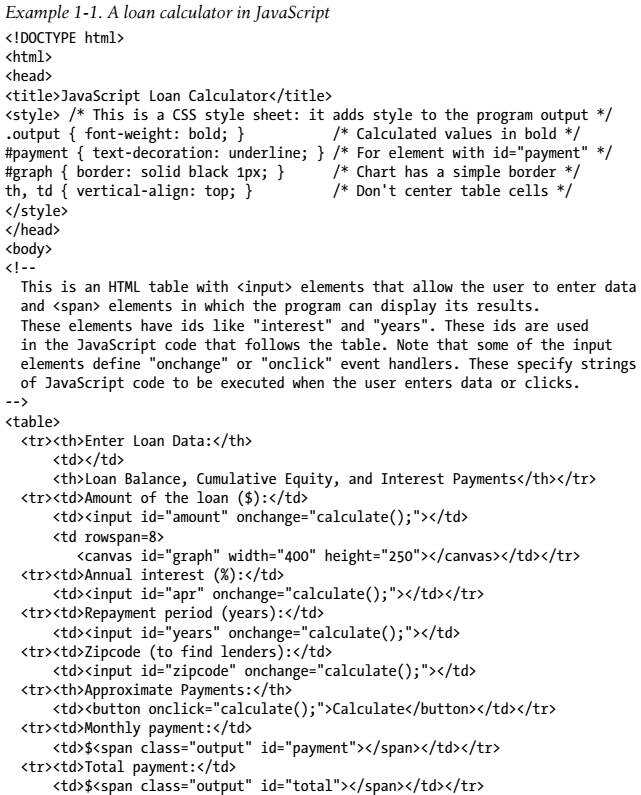 Example 1-1. A loan calculator in JavaScript
<!DOCTYPE html>
<html>
<head>
<title>JavaScript Loan Calculator</title>
<style> /* This is a CSS style sheet: it adds style to the program output */
.output { font-weight: bold; }           /* Calculated values in bold */
#payment { text-decoration: underline; } /* For element with id="payment" */
#graph { border: solid black 1px; }      /* Chart has a simple border */
th, td { vertical-align: top; }          /* Don't center table cells */
</style>
</head>
<body>
<!--
  This is an HTML table with <input> elements that allow the user to enter data
  and <span> elements in which the program can display its results.
  These elements have ids like "interest" and "years". These ids are used
  in the JavaScript code that follows the table. Note that some of the input
  elements define "onchange" or "onclick" event handlers. These specify strings
  of JavaScript code to be executed when the user enters data or clicks.
-->
<table>
  <tr><th>Enter Loan Data:</th>
      <td></td>
      <th>Loan Balance, Cumulative Equity, and Interest Payments</th></tr>
  <tr><td>Amount of the loan ($):</td>
      <td><input id="amount" onchange="calculate();"></td>
      <td rowspan=8>
         <canvas id="graph" width="400" height="250"></canvas></td></tr>
  <tr><td>Annual interest (%):</td>
      <td><input id="apr" onchange="calculate();"></td></tr>
  <tr><td>Repayment period (years):</td>
      <td><input id="years" onchange="calculate();"></td>
  <tr><td>Zipcode (to find lenders):</td>
      <td><input id="zipcode" onchange="calculate();"></td>
  <tr><th>Approximate Payments:</th>
      <td><button onclick="calculate();">Calculate</button></td></tr>
  <tr><td>Monthly payment:</td>
      <td>$<span class="output" id="payment"></span></td></tr>
  <tr><td>Total payment:</td>
      <td>$<span class="output" id="total"></span></td></tr>